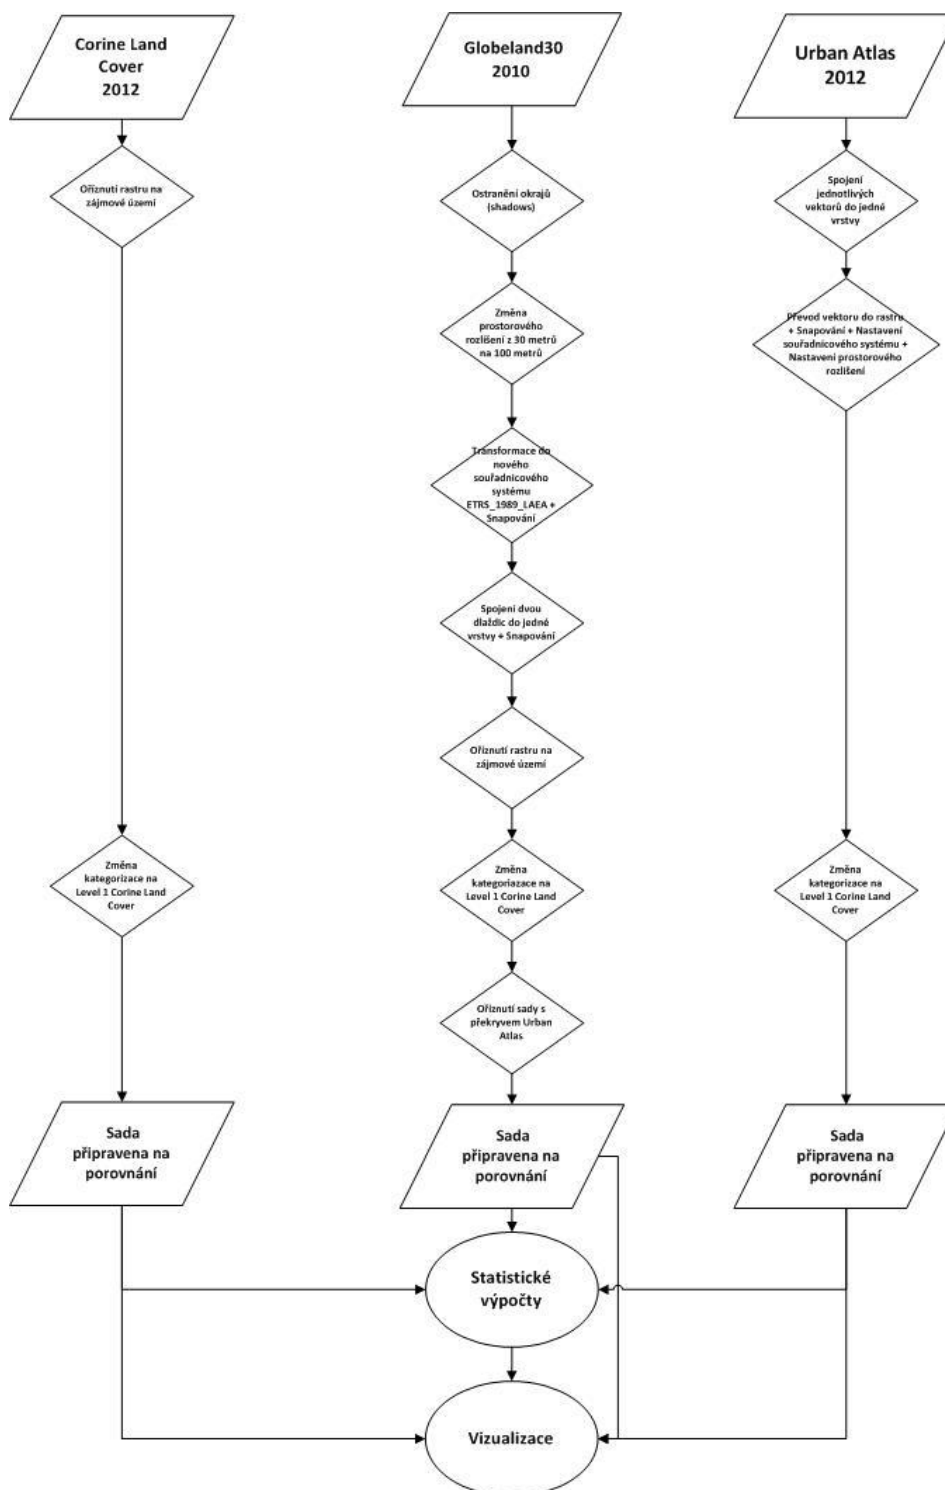 Corine Land
Cover
2012
Oříznutí rastru na
zájmové území
Změna
kategorizace na
Level 1 Corine Land
Cover
Sada
připravena na
porovnání
Globeland30
2010
Ostranění okrajů
(shadows)
Změna
prostorového
rozlišení z 30 metrů
na 100 metrů
Transformace do
nového
souřadnicového
systému
ETRS_1989_LAEA +
Snapování
Spojení dvou
dlaždic do jedné
vrstvy + Snapování
Oříznutí rastru na
zájmové území
Změna
kategoriazace na
Level 1 Corine Land
Cover
Oříznutí sady s
překryvem Urban
Atlas
Sada
připravena na
porovnání
Urban Atlas
2012
Spojení
jednotlivých
vektorů do jedné
vrstvy
Převod vektoru do rastru
+ Snapování + Nastavení
souřadnicového systému +
Nastavení prostorového
rozlišení
Změna
kategorizace na
Level 1 Corine Land
Cover
Sada
připravena na
porovnání
Statistické
výpočty
Vizualizace